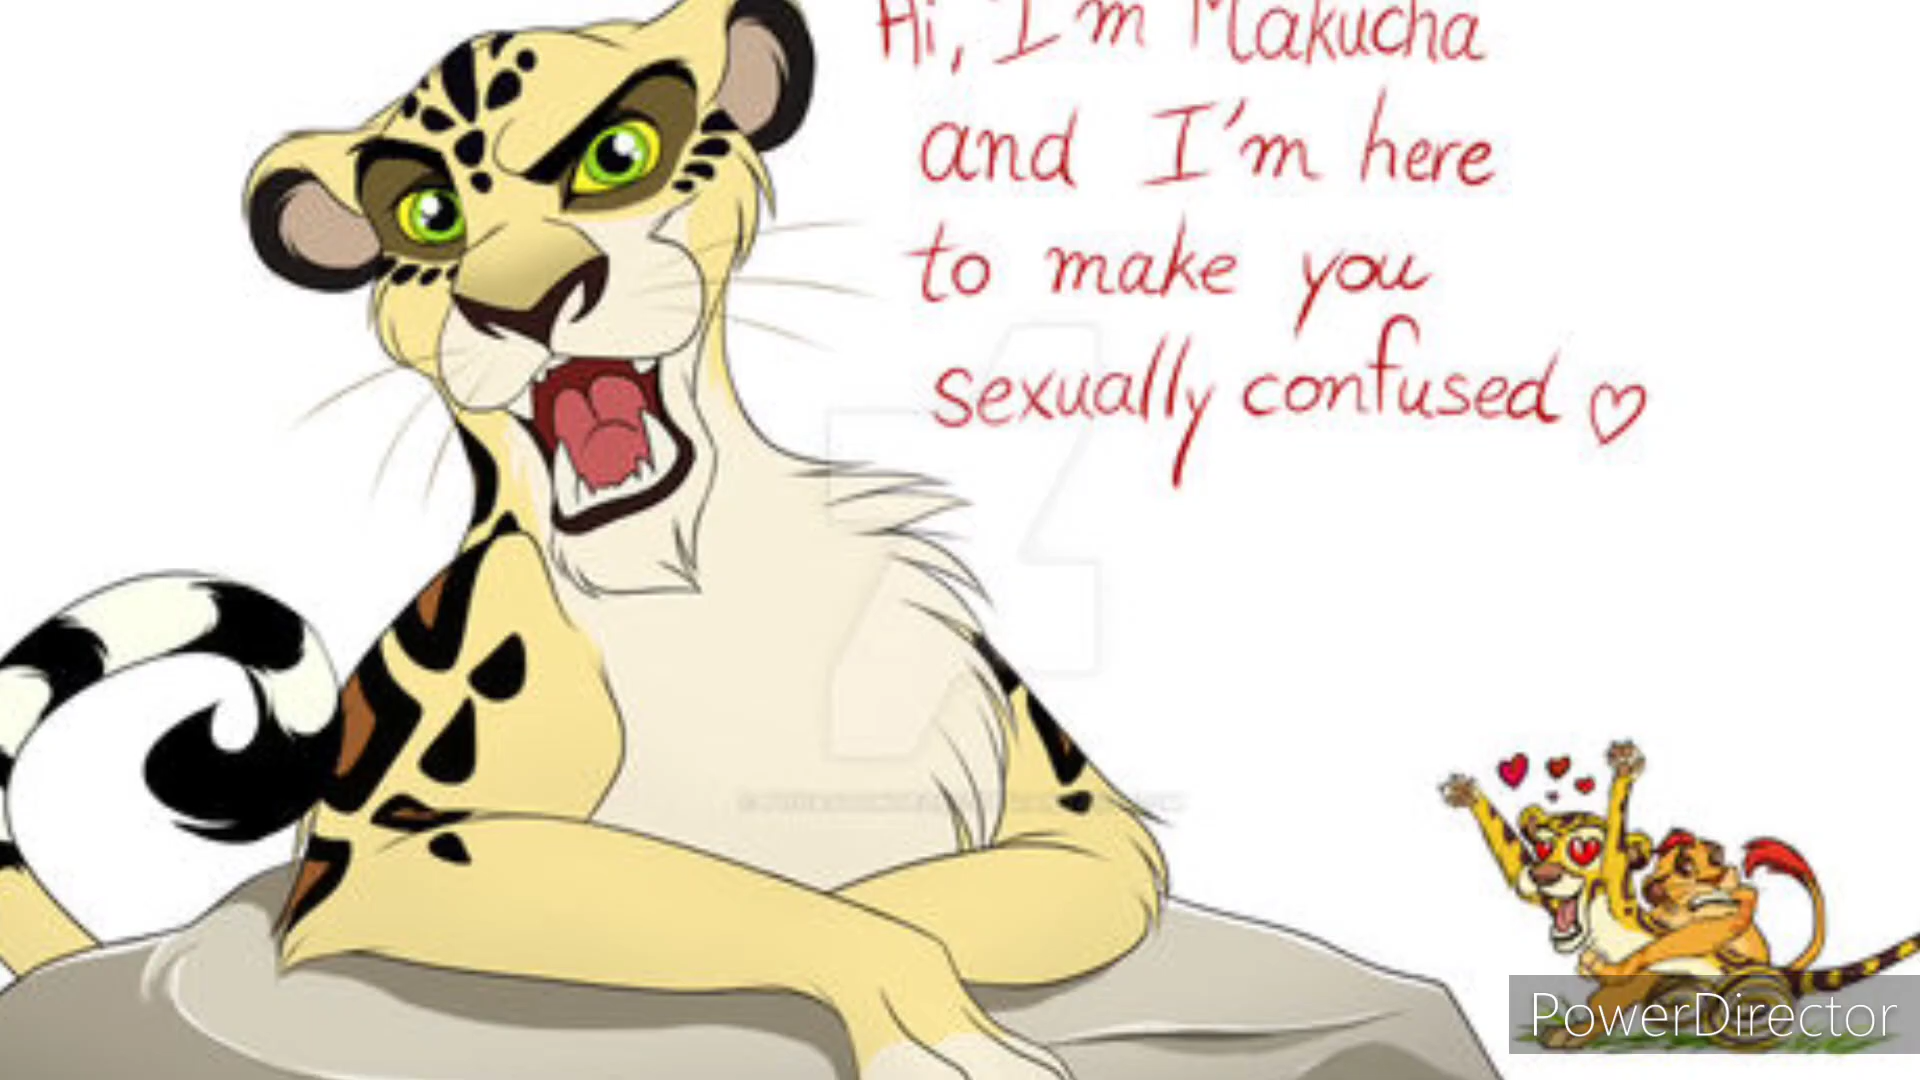 Hi, I'm Makucha
and I'm here
to make you
sexually confused
PowerDirector